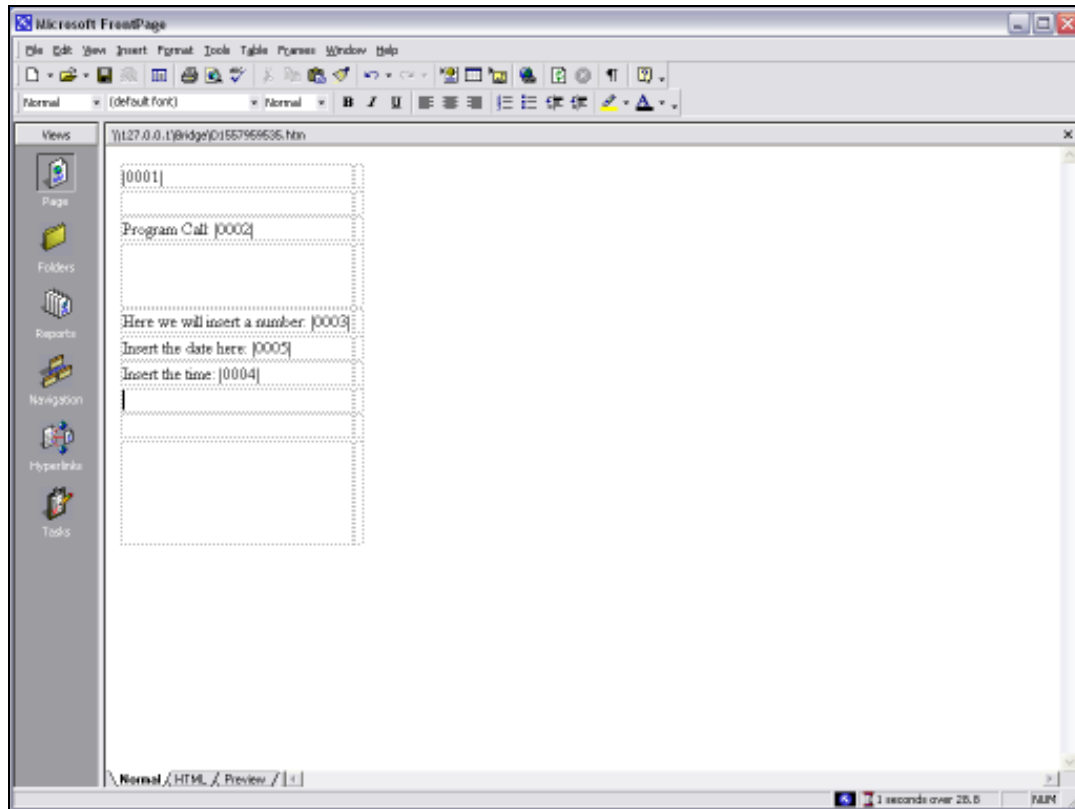 Microsoft FrontPage
File Edit View Insert Format Tools Table Frames Window Help
Normal (default font) Normal B I U A
Views \\127.0.0.1\Bridge\D1557959535.htm
|0001|
Page
Program Call: |0002|
Folders
Here we will insert a number: |0003|
Reports
Insert the date here: |0005|
Insert the time: |0004|
Navigation
Hyperlinks
Tasks
Normal HTML Preview
1 seconds over 28.8 NUM